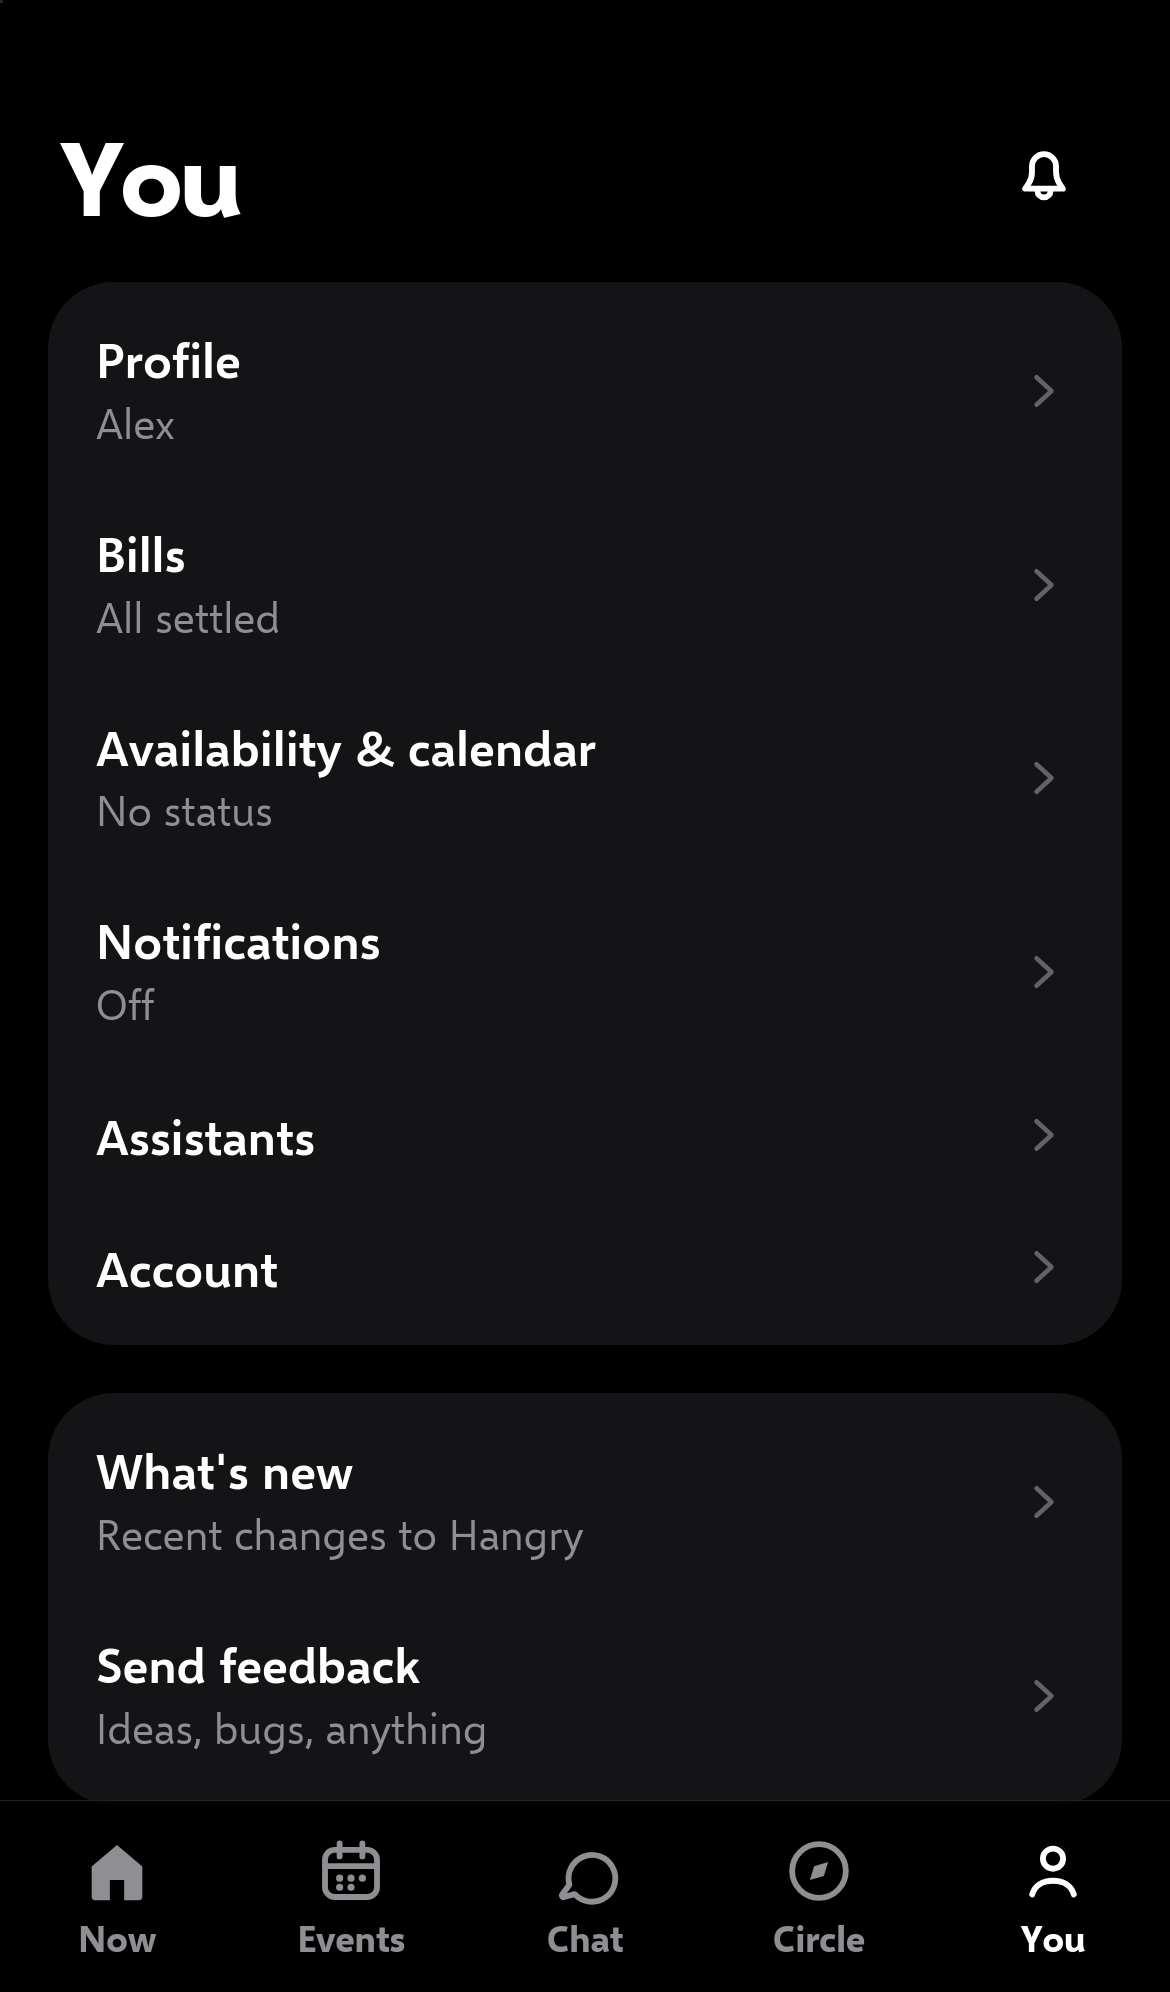 You
Profile
Alex
Bills
All settled
Availability & calendar
No status
Notifications
Off
Assistants
Account
What's new
Recent changes to Hangry
Send feedback
Ideas, bugs, anything
Now
Events
Chat
Circle
You